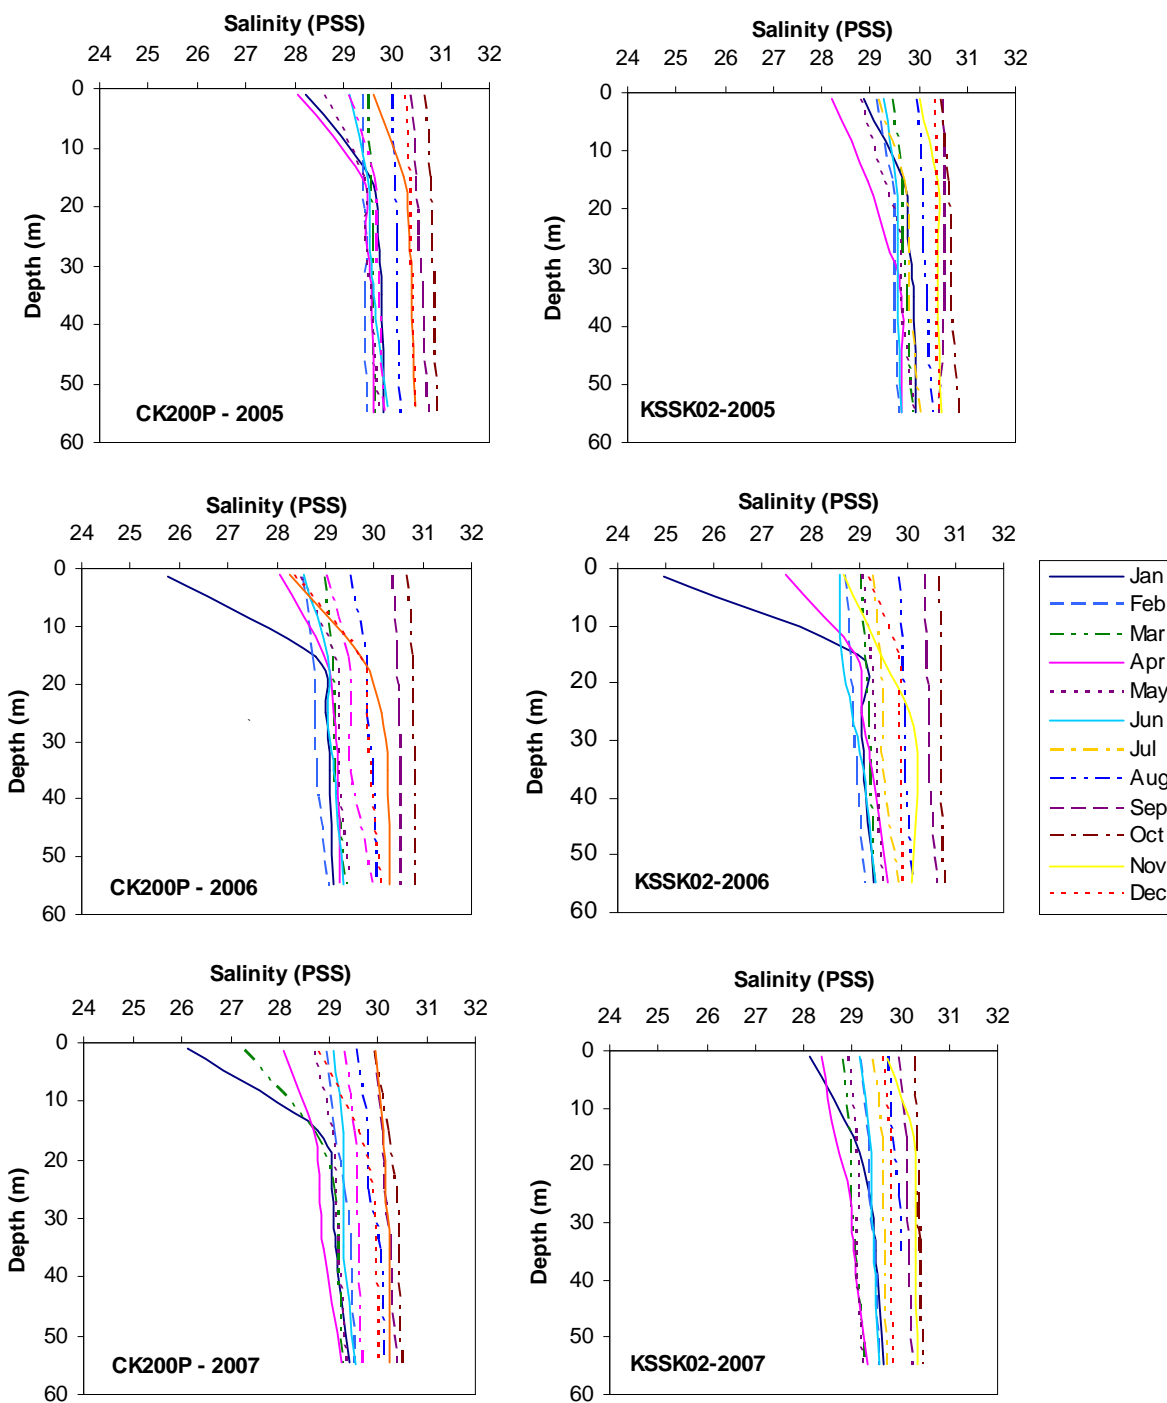 Salinity (PSS)
24 25 26 27 28 29 30 31 32
0
10
20
30
40
50
60
Depth (m)
CK200P - 2005
Salinity (PSS)
24 25 26 27 28 29 30 31 32
0
10
20
30
40
50
60
Depth (m)
KSSK02-2005
Salinity (PSS)
24 25 26 27 28 29 30 31 32
0
10
20
30
40
50
60
Depth (m)
CK200P - 2006
Salinity (PSS)
24 25 26 27 28 29 30 31 32
0
10
20
30
40
50
60
Depth (m)
KSSK02-2006
Jan
Feb
Mar
Apr
May
Jun
Jul
Aug
Sep
Oct
Nov
Dec
Salinity (PSS)
24 25 26 27 28 29 30 31 32
0
10
20
30
40
50
60
Depth (m)
CK200P - 2007
Salinity (PSS)
24 25 26 27 28 29 30 31 32
0
10
20
30
40
50
60
Depth (m)
KSSK02-2007